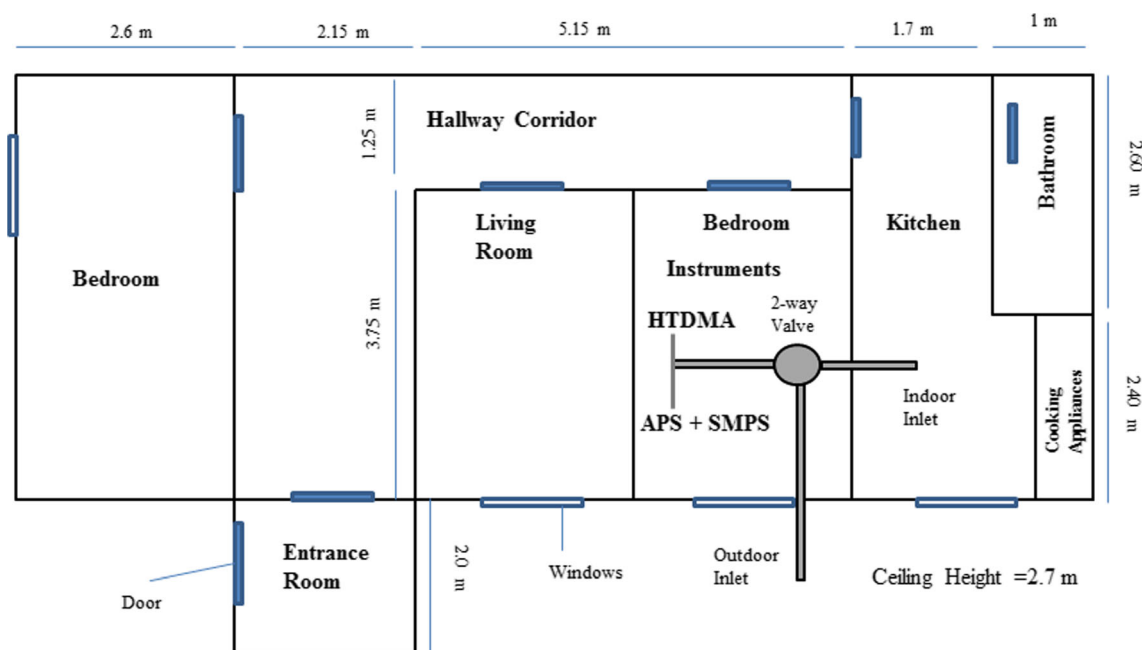 2.6 m
2.15 m
5.15 m
1.7 m
1 m
Hallway Corridor
1.25 m
Bathroom
2.60 m
Living
Room
Bedroom
Kitchen
Bedroom
Instruments
3.75 m
HTDMA
2-way
Valve
APS + SMPS
Indoor
Inlet
Cooking
Appliances
2.40 m
Entrance
Room
Door
2.0 m
Windows
Outdoor
Inlet
Ceiling Height =2.7 m